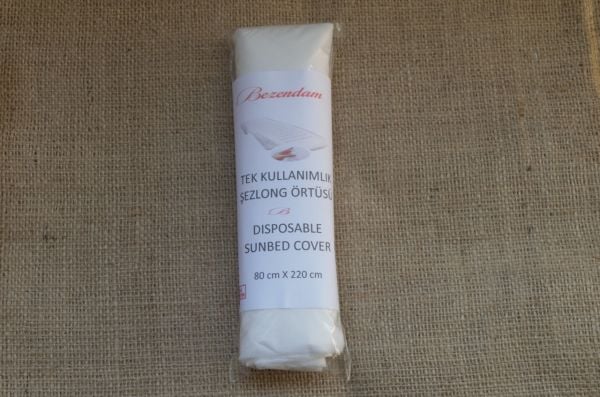 Bezendam
TEK KULLANIMLIK
ŞEZLONG ÖRTÜSÜ
B
DISPOSABLE
SUNBED COVER
80 cm X 220 cm